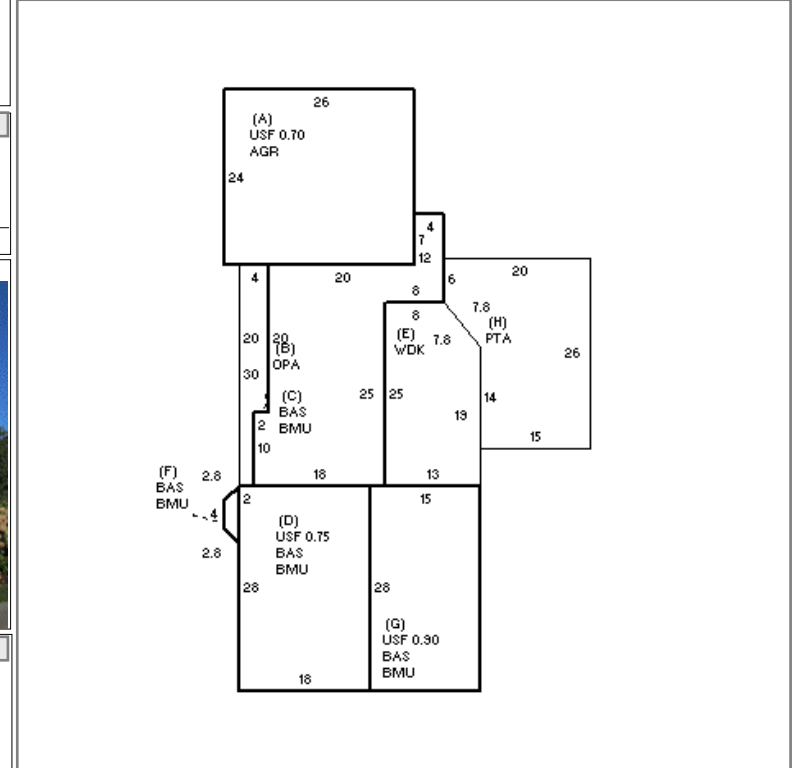 26
(A)
USF 0.70
AGR
24
4
7
12
4
20
6
20
8
8
7.8
(H)
PTA
(E)
WDK
7.8
20
20
(B)
OPA
26
30
25
25
14
(C)
BAS
BMU
19
2
10
18
13
15
(F)
BAS
BMU
2.8
4
2.8
2
15
(D)
USF 0.75
BAS
BMU
28
28
(G)
USF 0.90
BAS
BMU
18